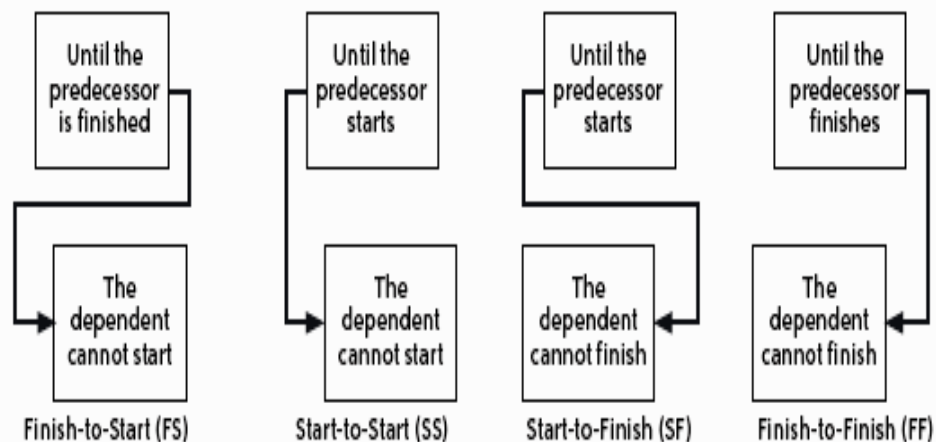 Until the
predecessor
is finished
Until the
predecessor
starts
Until the
predecessor
starts
Until the
predecessor
finishes
The
dependent
cannot start
The
dependent
cannot start
The
dependent
cannot finish
The
dependent
cannot finish
Finish-to-Start (FS)
Start-to-Start (SS)
Start-to-Finish (SF)
Finish-to-Finish (FF)